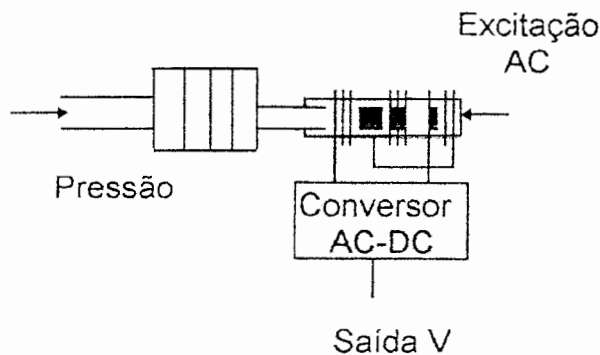 Excitação
AC
Pressão
Conversor
AC-DC
Saída V